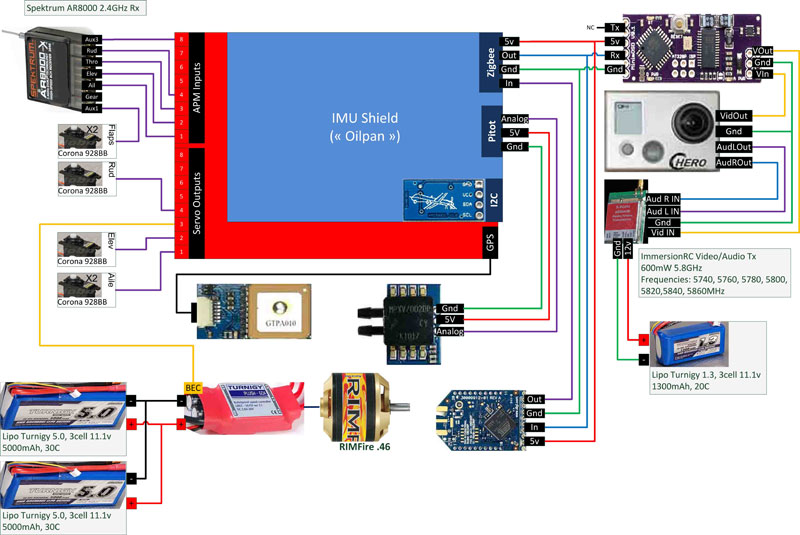 Spektrum AR8000 2.4GHz Rx
SPEKTRUM
AR8000
Aux3
Rud
Thro
Elev
Ail
Gear
Aux1
8
7
6
5
4
3
2
1
APM Inputs
8
7
6
5
4
3
2
1
Servo Outputs
IMU Shield
(« Oilpan »)
Zigbee
5v
Out
Gnd
In
Pitot
Analog
5V
Gnd
I2C
GND
VCC
SDA
SCL
GPS
NC
Tx
5v
Rx
Gnd
RESET
VOut
Gnd
VIn
HERO
VidOut
Gnd
AudLOut
AudROut
Aud R IN
Aud L IN
Gnd
Vid IN
Gnd
12v
ImmersionRC Video/Audio Tx
600mW 5.8GHz
Frequencies: 5740, 5760, 5780, 5800,
5820,5840, 5860MHz
Lipo Turnigy 1.3, 3cell 11.1v
1300mAh, 20C
X2
Flaps
Corona 928BB
Rud
Corona 928BB
Elev
Corona 928BB
X2
Aile
Corona 928BB
GTPA010
Gnd
5V
Analog
BEC
TURNIGY
RIMFIRE
RIMFire .46
Out
Gnd
In
5v
5.0
Lipo Turnigy 5.0, 3cell 11.1v
5000mAh, 30C
5.0
Lipo Turnigy 5.0, 3cell 11.1v
5000mAh, 30C